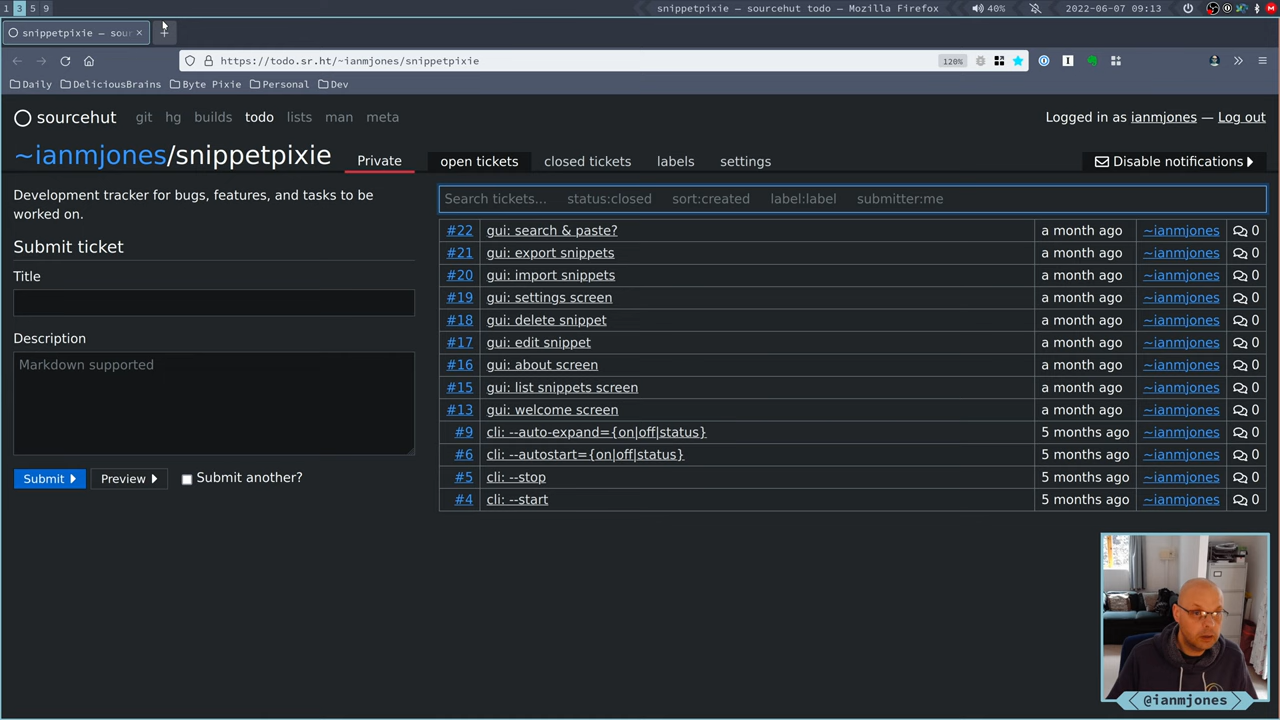 1 3 5 9
snippetpixie — sourcehut todo — Mozilla Firefox
40%
2022-06-07 09:13
snippetpixie — sour
https://todo.sr.ht/~ianmjones/snippetpixie
120%
Daily DeliciousBrains Byte Pixie Personal Dev
sourcehut git hg builds todo lists man meta
Logged in as ianmjones — Log out
~ianmjones/snippetpixie Private open tickets closed tickets labels settings
Disable notifications
Development tracker for bugs, features, and tasks to be
worked on.
Submit ticket
Title
Description
Markdown supported
Submit Preview Submit another?
Search tickets... status:closed sort:created label:label submitter:me
#22 gui: search & paste? a month ago ~ianmjones 0
#21 gui: export snippets a month ago ~ianmjones 0
#20 gui: import snippets a month ago ~ianmjones 0
#19 gui: settings screen a month ago ~ianmjones 0
#18 gui: delete snippet a month ago ~ianmjones 0
#17 gui: edit snippet a month ago ~ianmjones 0
#16 gui: about screen a month ago ~ianmjones 0
#15 gui: list snippets screen a month ago ~ianmjones 0
#13 gui: welcome screen a month ago ~ianmjones 0
#9 cli: --auto-expand={on|off|status} 5 months ago ~ianmjones 0
#6 cli: --autostart={on|off|status} 5 months ago ~ianmjones 0
#5 cli: --stop 5 months ago ~ianmjones 0
#4 cli: --start 5 months ago ~ianmjones 0
@ianmjones